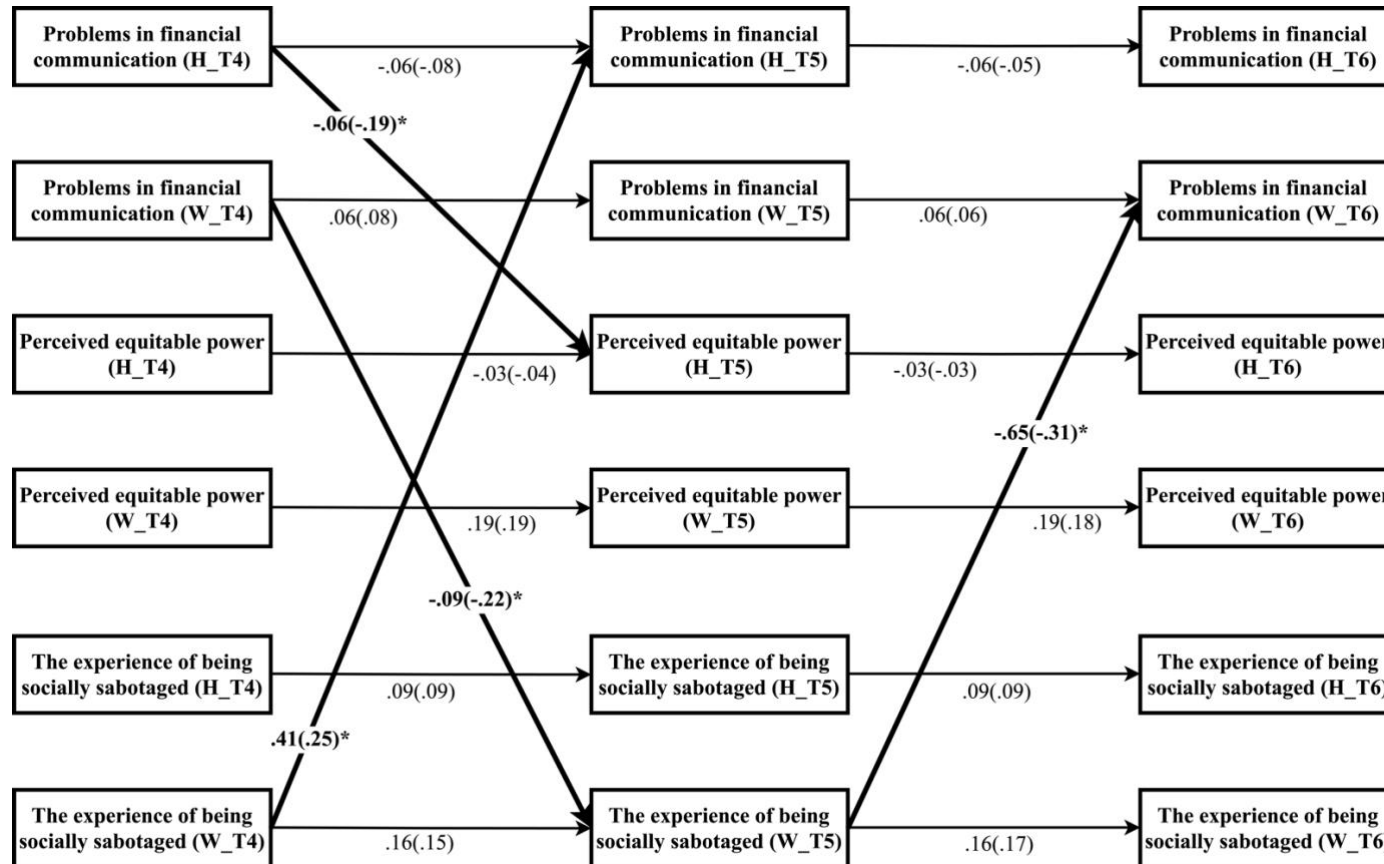 Problems in financial
communication (H_T4)
-.06(-.08)
Problems in financial
communication (H_T5)
-.06(-.05)
Problems in financial
communication (H_T6)
-.06(-.19)*
Problems in financial
communication (W_T4)
.06(.08)
Problems in financial
communication (W_T5)
.06(.06)
Problems in financial
communication (W_T6)
Perceived equitable power
(H_T4)
-.03(-.04)
Perceived equitable power
(H_T5)
-.03(-.03)
Perceived equitable power
(H_T6)
-.65(-.31)*
Perceived equitable power
(W_T4)
.19(.19)
Perceived equitable power
(W_T5)
.19(.18)
Perceived equitable power
(W_T6)
-.09(-.22)*
The experience of being
socially sabotaged (H_T4)
.09(.09)
The experience of being
socially sabotaged (H_T5)
.09(.09)
The experience of being
socially sabotaged (H_T6)
.41(.25)*
The experience of being
socially sabotaged (W_T4)
.16(.15)
The experience of being
socially sabotaged (W_T5)
.16(.17)
The experience of being
socially sabotaged (W_T6